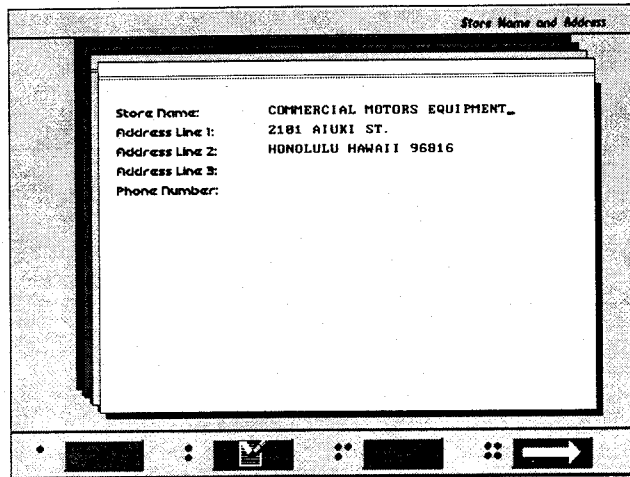 Store Name and Address
Store Name: COMMERCIAL MOTORS EQUIPMENT_
Address Line 1: 2181 AIUKI ST.
Address Line 2: HONOLULU HAWAII 96816
Address Line 3:
Phone Number: